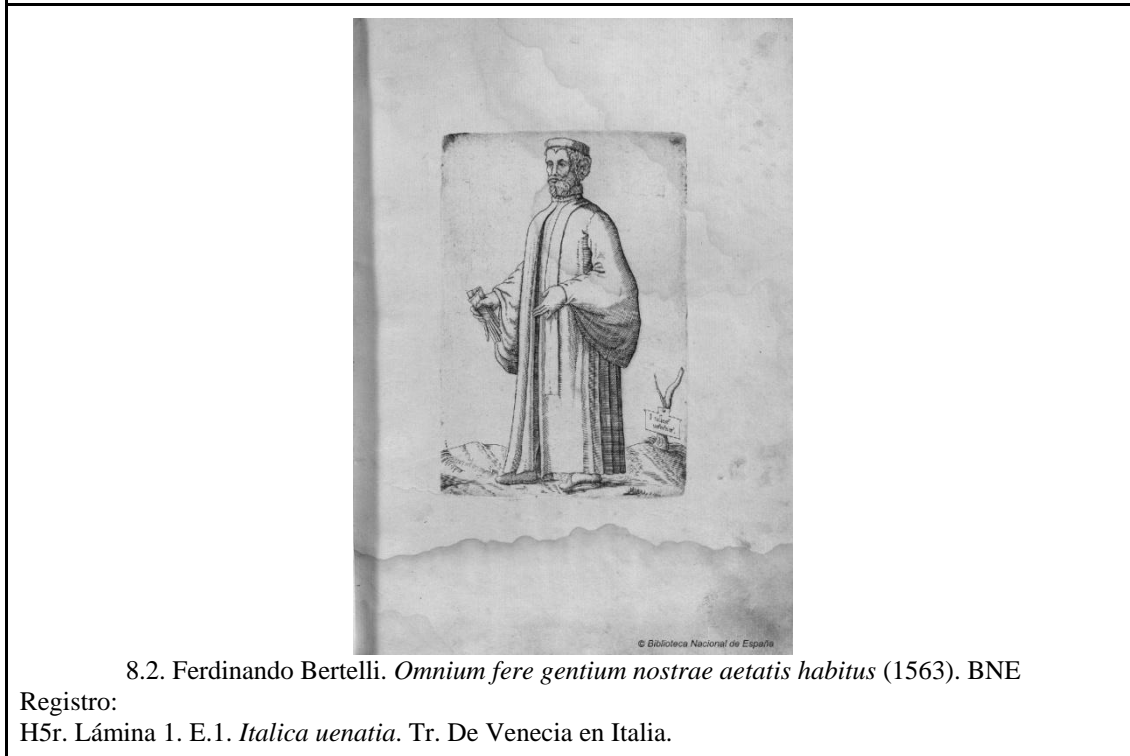 © Biblioteca Nacional de España
8.2. Ferdinando Bertelli. Omnium fere gentium nostrae aetatis habitus (1563). BNE
Registro:
H5r. Lámina 1. E.1. Italica uenatia. Tr. De Venecia en Italia.